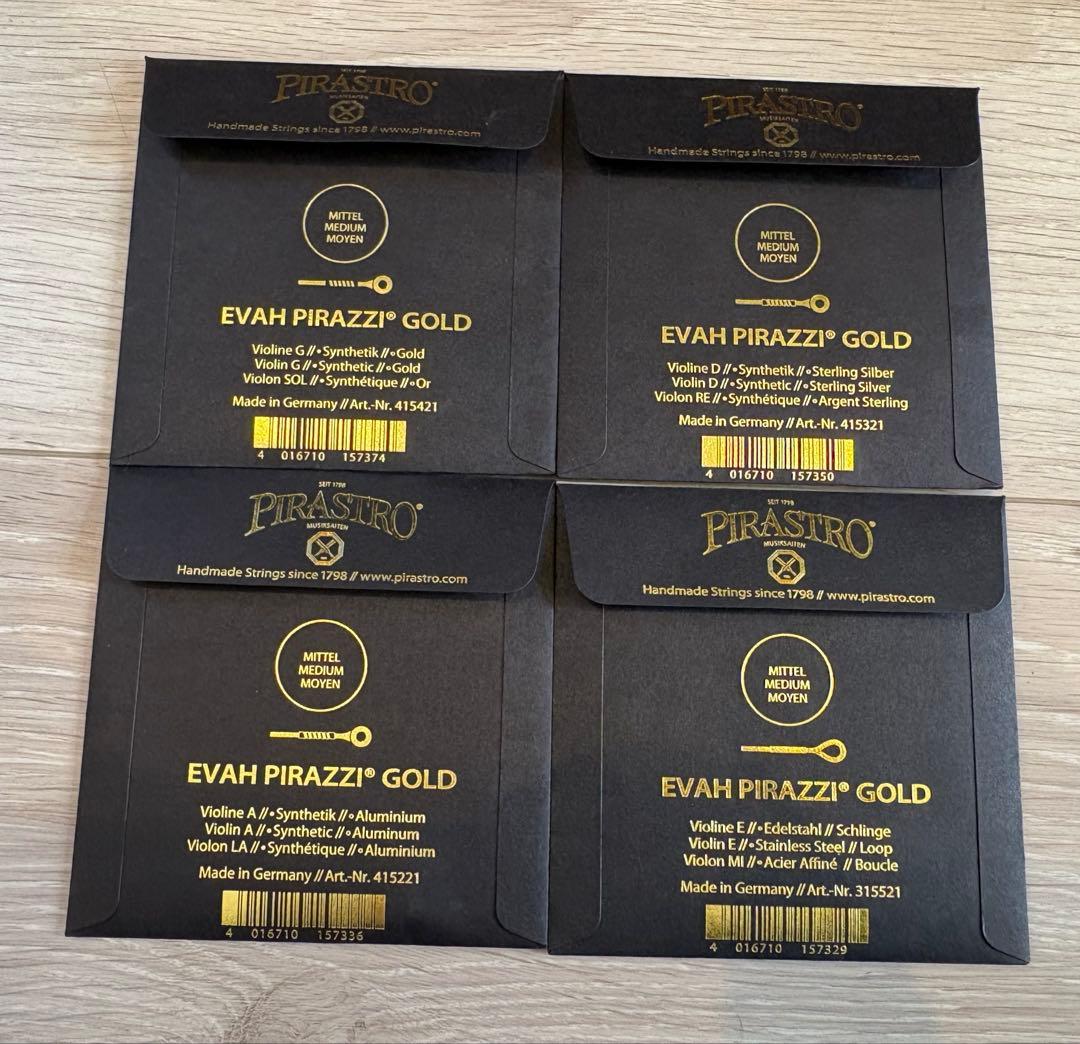 SEIT 1798
PIRASTRO®
MUSIKSAITEN
Handmade Strings since 1798 // www.pirastro.com
MITTEL
MEDIUM
MOYEN
EVAH PIRAZZI® GOLD
Violine G //•Synthetik //∘Gold
Violin G //•Synthetic //∘Gold
Violon SOL //•Synthétique //∘Or
Made in Germany // Art.-Nr. 415421
4 016710 157374
SEIT 1798
PIRASTRO®
MUSIKSAITEN
Handmade Strings since 1798 // www.pirastro.com
MITTEL
MEDIUM
MOYEN
EVAH PIRAZZI® GOLD
Violine D //•Synthetik //∘Sterling Silber
Violin D //•Synthetic //∘Sterling Silver
Violon RE //•Synthétique //∘Argent Sterling
Made in Germany // Art.-Nr. 415321
4 016710 157350
SEIT 1798
PIRASTRO®
MUSIKSAITEN
Handmade Strings since 1798 // www.pirastro.com
MITTEL
MEDIUM
MOYEN
EVAH PIRAZZI® GOLD
Violine A //•Synthetik //∘Aluminium
Violin A //•Synthetic //∘Aluminum
Violon LA //•Synthétique //∘Aluminium
Made in Germany // Art.-Nr. 415221
4 016710 157336
SEIT 1798
PIRASTRO®
MUSIKSAITEN
Handmade Strings since 1798 // www.pirastro.com
MITTEL
MEDIUM
MOYEN
EVAH PIRAZZI® GOLD
Violine E //•Edelstahl // Schlinge
Violin E //•Stainless Steel // Loop
Violon MI //•Acier Affiné // Boucle
Made in Germany // Art.-Nr. 315521
4 016710 157329